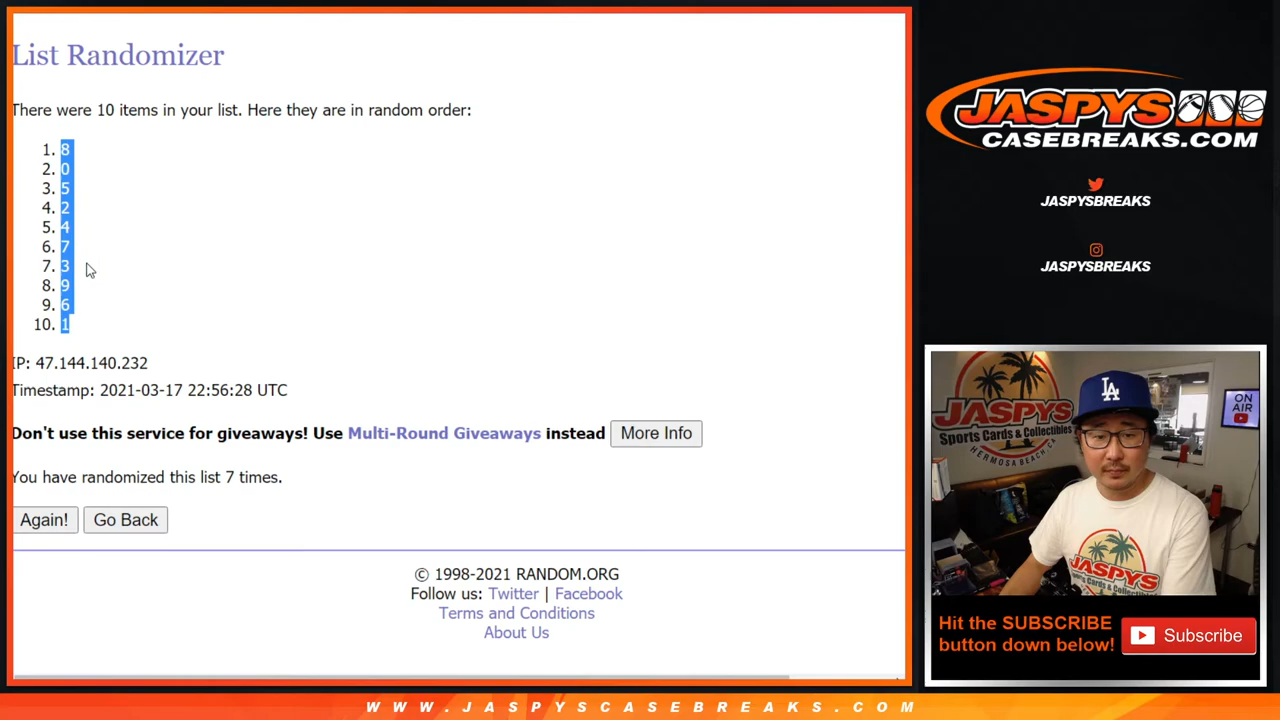 List Randomizer
There were 10 items in your list. Here they are in random order:
1. 8
2. 0
3. 5
4. 2
5. 4
6. 7
7. 3
8. 9
9. 6
10. 1
IP: 47.144.140.232
Timestamp: 2021-03-17 22:56:28 UTC
Don't use this service for giveaways! Use Multi-Round Giveaways instead More Info
You have randomized this list 7 times.
Again! Go Back
© 1998-2021 RANDOM.ORG
Follow us: Twitter | Facebook
Terms and Conditions
About Us
JASPYS
CASEBREAKS.COM
JASPYSBREAKS
JASPYSBREAKS
JASPYS
Sports Cards & Collectibles
HERMOSA BEACH, CA
LA
ON
AIR
JASPYS
Hit the SUBSCRIBE
button down below!
Subscribe
WWW.JASPYSCASEBREAKS.COM